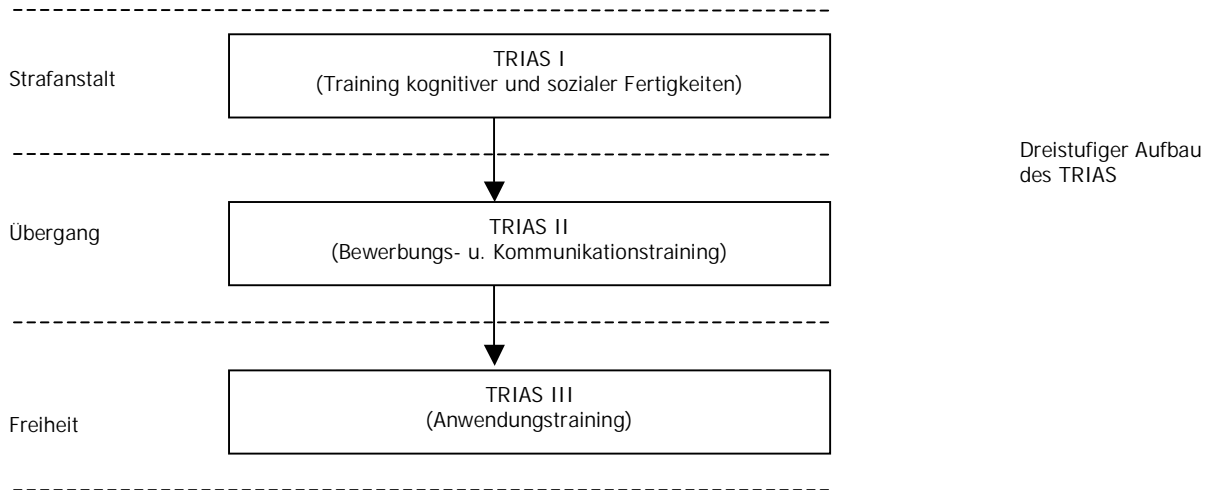 TRIAS I
Strafanstalt
(Training kognitiver und sozialer Fertigkeiten)
Dreistufiger Aufbau
des TRIAS
TRIAS II
Übergang
(Bewerbungs- u. Kommunikationstraining)
TRIAS III
Freiheit
(Anwendungstraining)